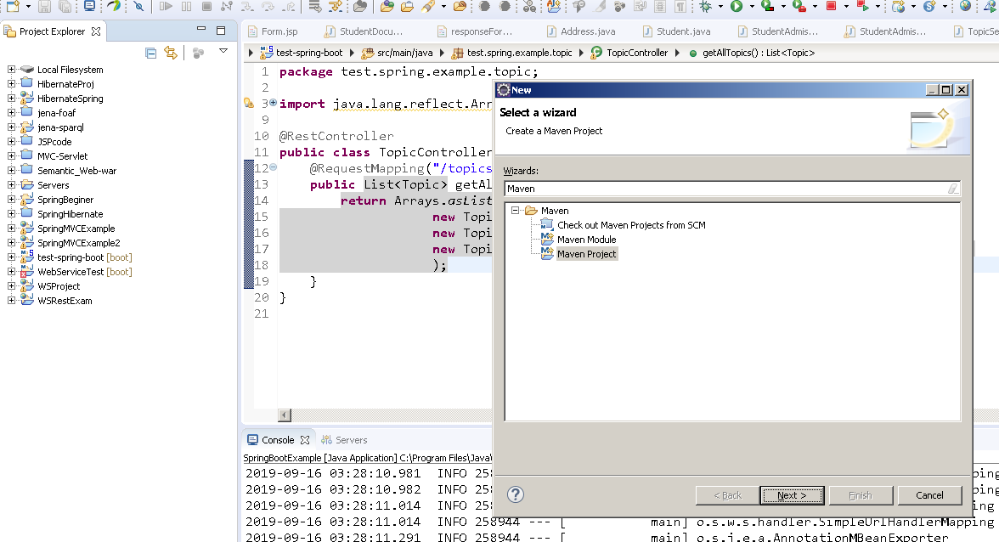 Project Explorer
Local Filesystem
HibernateProj
HibernateSpring
jena-foaf
jena-sparql
JSPcode
MVC-Servlet
Semantic_Web-war
Servers
SpringBeginer
SpringHibernate
SpringMVCExample
SpringMVCExample2
test-spring-boot [boot]
WebServiceTest [boot]
WSProject
WSRestExam
Form.jsp StudentDocu... responseFor... Address.java Student.java StudentAdmis... StudentAdmis... TopicSe
test-spring-boot src/main/java test.spring.example.topic TopicController getAllTopics() : List<Topic>
1 package test.spring.example.topic;
2
3 import java.lang.reflect.Arr
9
10 @RestController
11 public class TopicController
12 @RequestMapping("/topics
13 public List<Topic> getAl
14 return Arrays.asList
15 new Topi
16 new Topi
17 new Topi
18 );
19 }
20 }
21
New
Select a wizard
Create a Maven Project
Wizards:
Maven
Maven
Check out Maven Projects from SCM
Maven Module
Maven Project
< Back Next > Finish Cancel
Console Servers
SpringBootExample [Java Application] C:\Program Files\Java\
2019-09-16 03:28:10.981 INFO 258 ping
2019-09-16 03:28:10.982 INFO 258 ping
2019-09-16 03:28:11.014 INFO 258 ping
2019-09-16 03:28:11.014 INFO 258944 --- [ main] o.s.w.s.handler.SimpleUrlHandlerMapping
2019-09-16 03:28:11.291 INFO 258944 --- [ main] o.s.j.e.a.AnnotationMBeanExporter